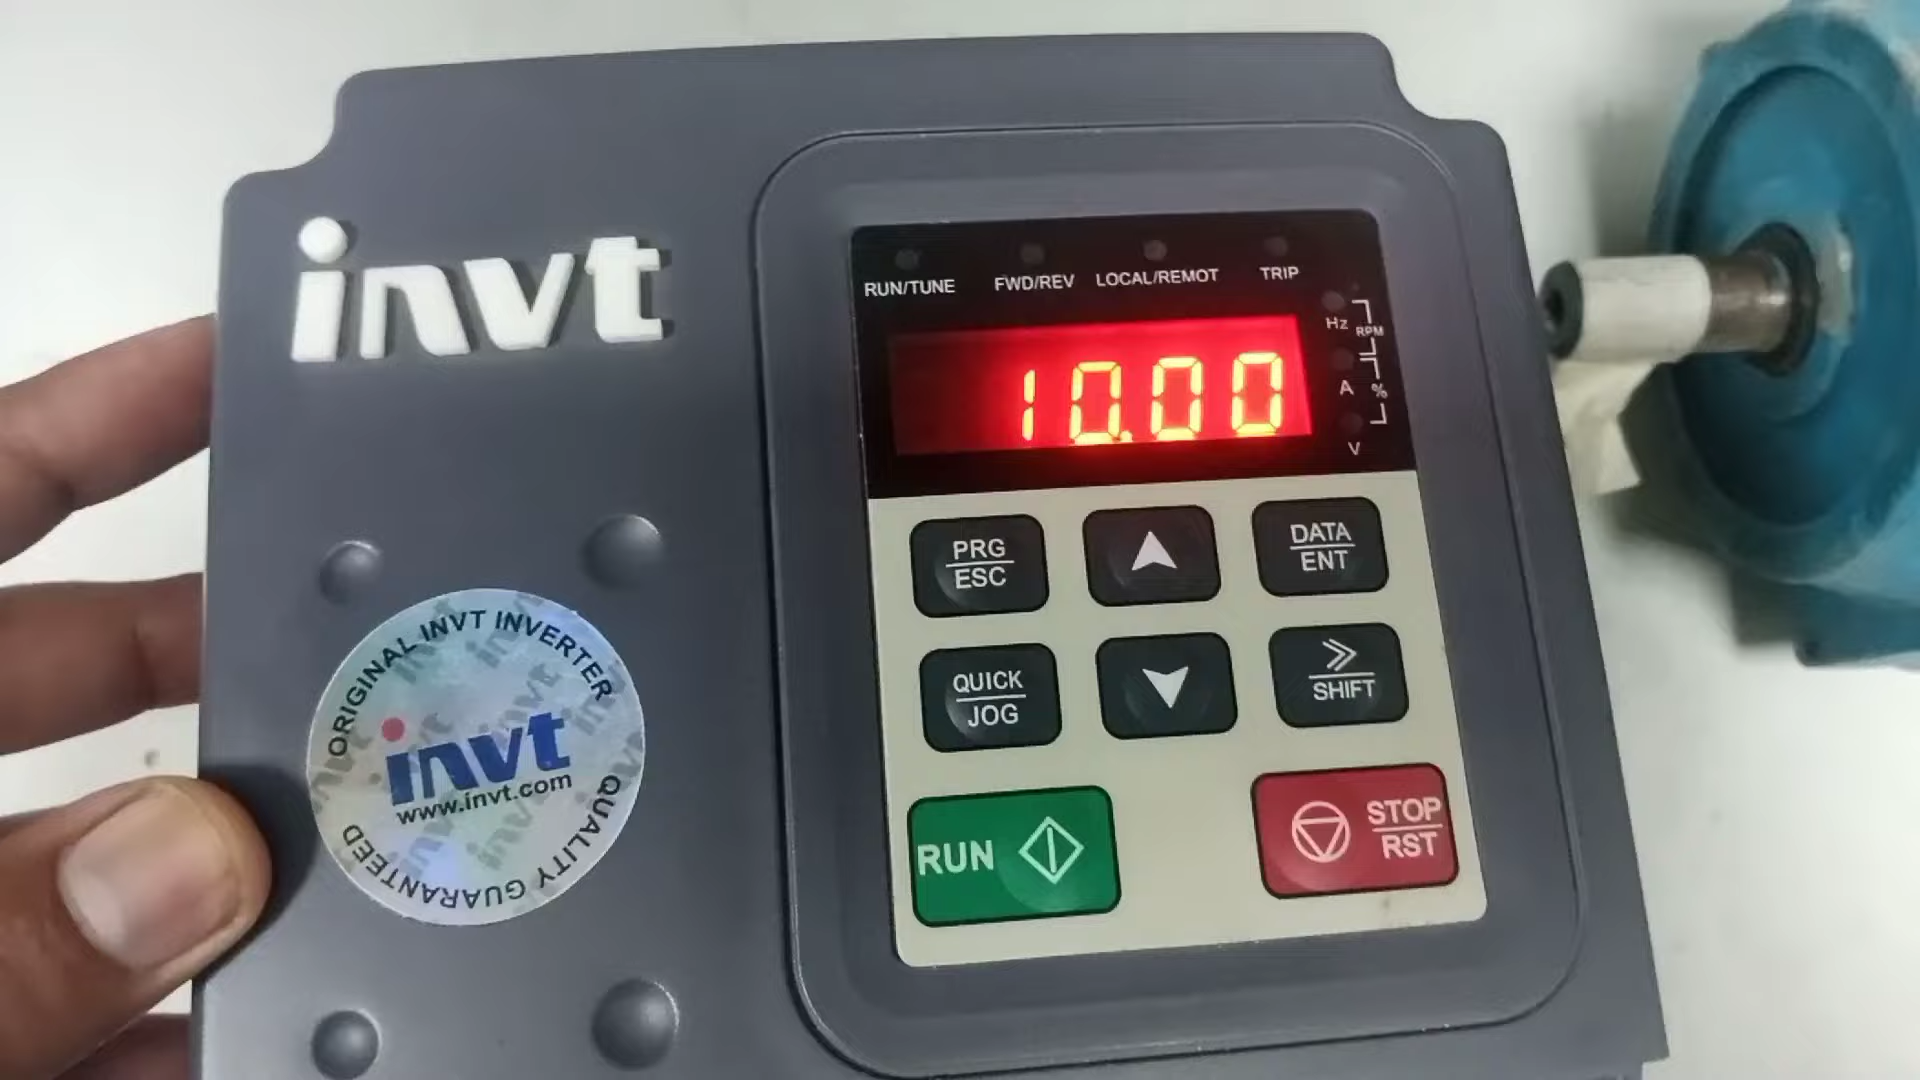 invt
RUN/TUNE
FWD/REV
LOCAL/REMOT
TRIP
Hz
RPM
A
%
V
10.00
PRG
ESC
DATA
ENT
QUICK
JOG
SHIFT
RUN
STOP
RST
ORIGINAL INVT INVERTER
invt
www.invt.com
QUALITY GUARANTEED